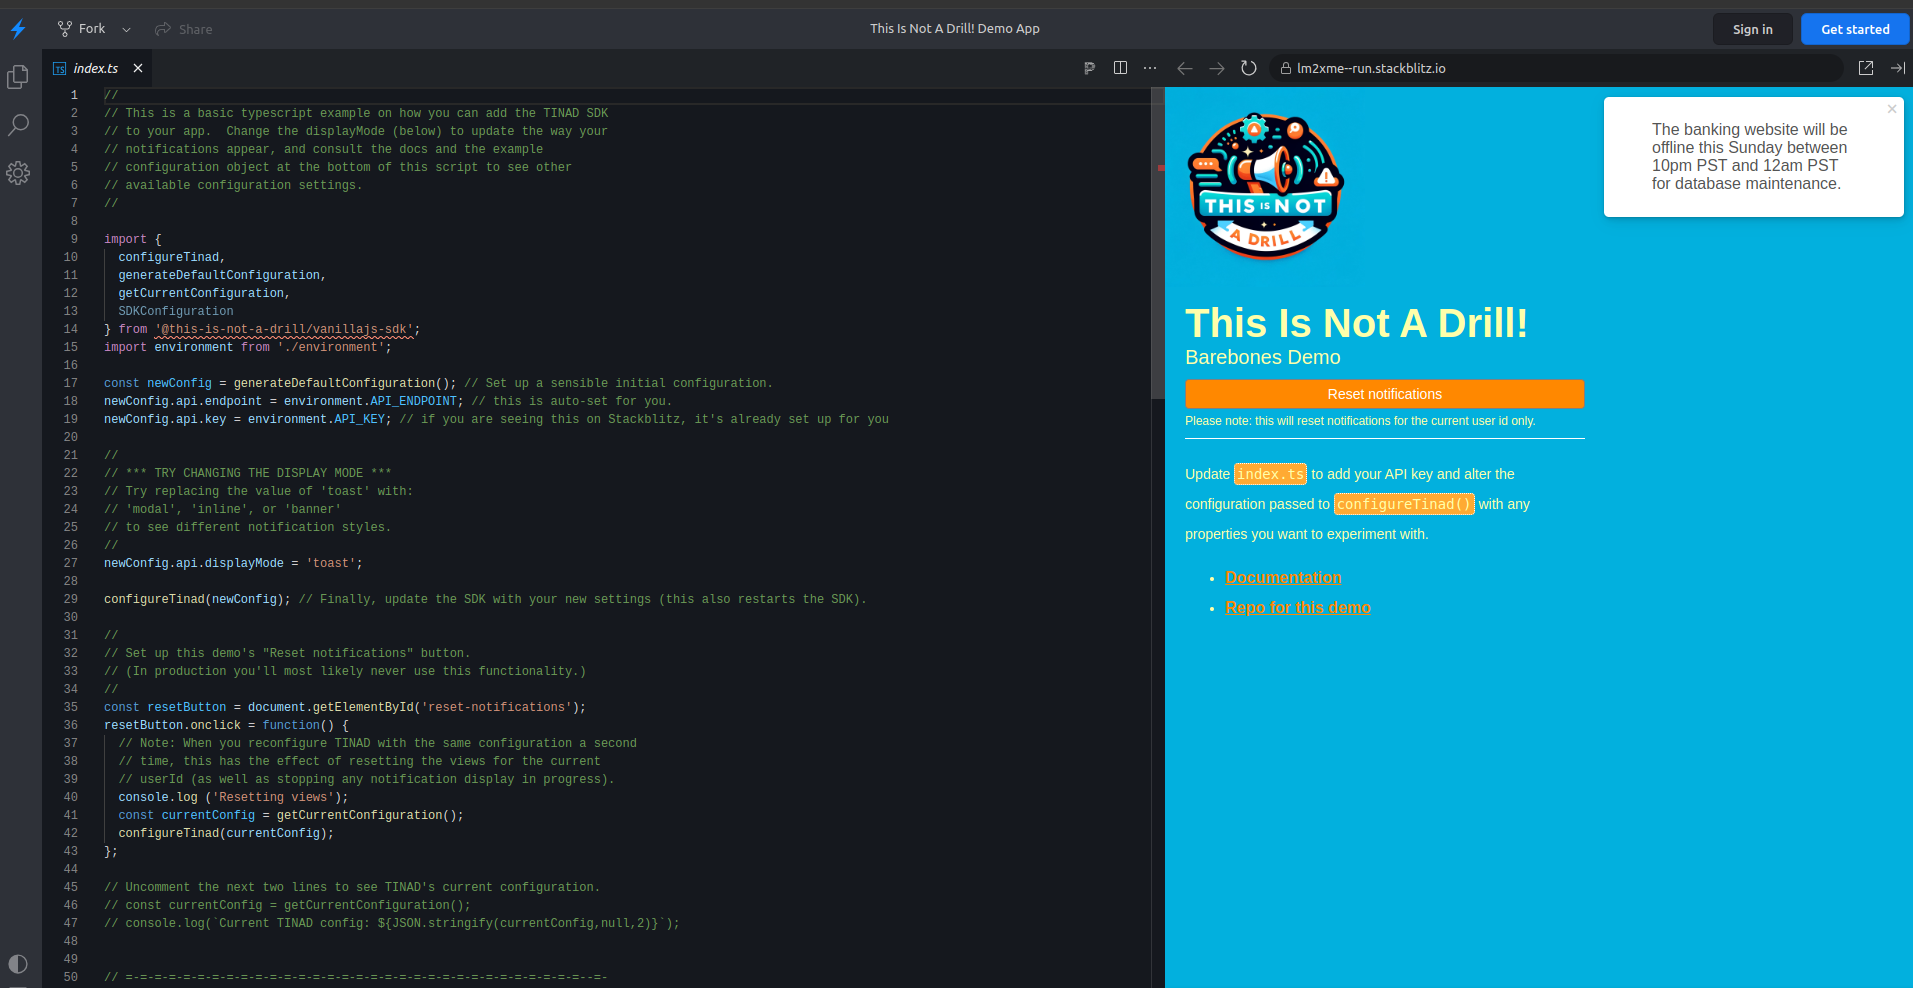 Fork
Share
This Is Not A Drill! Demo App
Sign in
Get started
TS index.ts
lm2xme--run.stackblitz.io
1 //
2 // This is a basic typescript example on how you can add the TINAD SDK
3 // to your app.  Change the displayMode (below) to update the way your
4 // notifications appear, and consult the docs and the example
5 // configuration object at the bottom of this script to see other
6 // available configuration settings.
7 //
8
9 import {
10   configureTinad,
11   generateDefaultConfiguration,
12   getCurrentConfiguration,
13   SDKConfiguration
14 } from '@this-is-not-a-drill/vanillajs-sdk';
15 import environment from './environment';
16
17 const newConfig = generateDefaultConfiguration(); // Set up a sensible initial configuration.
18 newConfig.api.endpoint = environment.API_ENDPOINT; // this is auto-set for you.
19 newConfig.api.key = environment.API_KEY; // if you are seeing this on Stackblitz, it's already set up for you
20
21 //
22 // *** TRY CHANGING THE DISPLAY MODE ***
23 // Try replacing the value of 'toast' with:
24 // 'modal', 'inline', or 'banner'
25 // to see different notification styles.
26 //
27 newConfig.api.displayMode = 'toast';
28
29 configureTinad(newConfig); // Finally, update the SDK with your new settings (this also restarts the SDK).
30
31 //
32 // Set up this demo's "Reset notifications" button.
33 // (In production you'll most likely never use this functionality.)
34 //
35 const resetButton = document.getElementById('reset-notifications');
36 resetButton.onclick = function() {
37   // Note: When you reconfigure TINAD with the same configuration a second
38   // time, this has the effect of resetting the views for the current
39   // userId (as well as stopping any notification display in progress).
40   console.log ('Resetting views');
41   const currentConfig = getCurrentConfiguration();
42   configureTinad(currentConfig);
43 };
44
45 // Uncomment the next two lines to see TINAD's current configuration.
46 // const currentConfig = getCurrentConfiguration();
47 // console.log(`Current TINAD config: ${JSON.stringify(currentConfig,null,2)}`);
48
49
50 // =-=-=-=-=-=-=-=-=-=-=-=-=-=-=-=-=-=-=-=-=-=-=-=-=-=-=-=-=-=-=-=--=-
THIS IS NOT
A DRILL
The banking website will be
offline this Sunday between
10pm PST and 12am PST
for database maintenance.
This Is Not A Drill!
Barebones Demo
Reset notifications
Please note: this will reset notifications for the current user id only.
Update index.ts to add your API key and alter the
configuration passed to configureTinad() with any
properties you want to experiment with.
Documentation
Repo for this demo